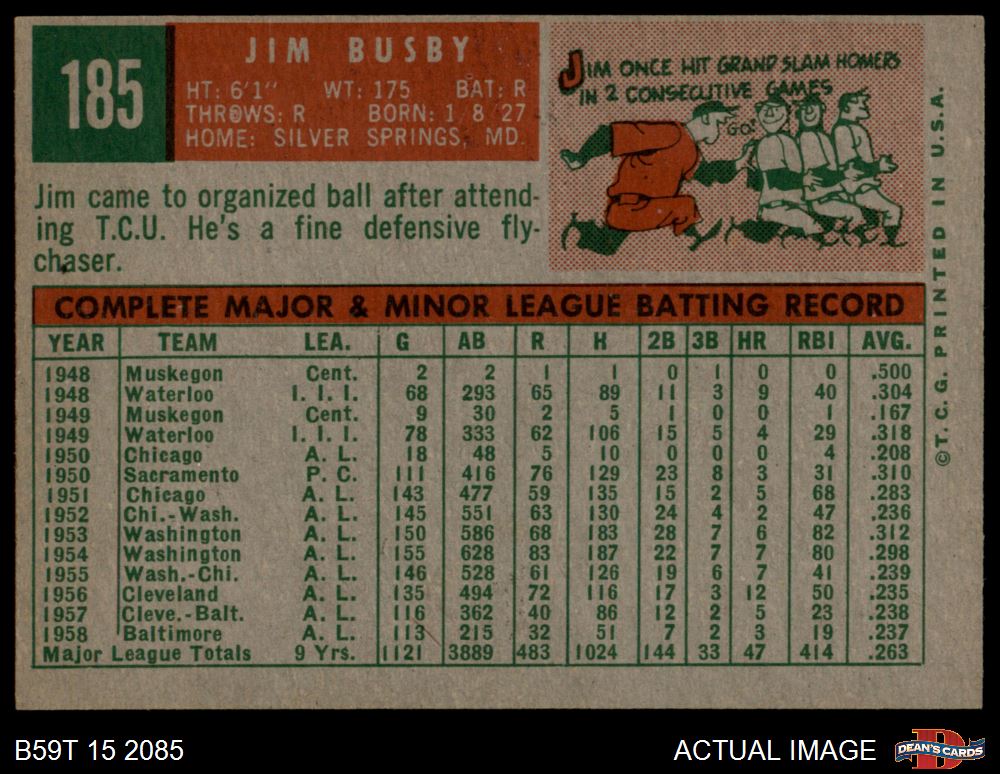 185
JIM BUSBY
HT: 6'1" WT: 175 BAT: R
THROWS: R BORN: 1 8 '27
HOME: SILVER SPRINGS, MD.
JIM ONCE HIT GRAND SLAM HOMERS
IN 2 CONSECUTIVE GAMES
GO!
Jim came to organized ball after attend-
ing T.C.U. He's a fine defensive fly-
chaser.
COMPLETE MAJOR & MINOR LEAGUE BATTING RECORD
YEAR TEAM LEA. G AB R H 2B 3B HR RBI AVG.
1948 Muskegon Cent. 2 2 1 1 0 1 0 0 .500
1948 Waterloo I. I. I. 68 293 65 89 11 3 9 40 .304
1949 Muskegon Cent. 9 30 2 5 1 0 0 1 .167
1949 Waterloo I. I. I. 78 333 62 106 15 5 4 29 .318
1950 Chicago A. L. 18 48 5 10 0 0 0 4 .208
1950 Sacramento P. C. 111 416 76 129 23 8 3 31 .310
1951 Chicago A. L. 143 477 59 135 15 2 5 68 .283
1952 Chi.-Wash. A. L. 145 551 63 130 24 4 2 47 .236
1953 Washington A. L. 150 586 68 183 28 7 6 82 .312
1954 Washington A. L. 155 628 83 187 22 7 7 80 .298
1955 Wash.-Chi. A. L. 146 528 61 126 19 6 7 41 .239
1956 Cleveland A. L. 135 494 72 116 17 3 12 50 .235
1957 Cleve.-Balt. A. L. 116 362 40 86 12 2 5 23 .238
1958 Baltimore A. L. 113 215 32 51 7 2 3 19 .237
Major League Totals 9 Yrs. 1121 3889 483 1024 144 33 47 414 .263
©T. C. G. PRINTED IN U.S.A.
B59T 15 2085
ACTUAL IMAGE
D
DEAN'S CARDS